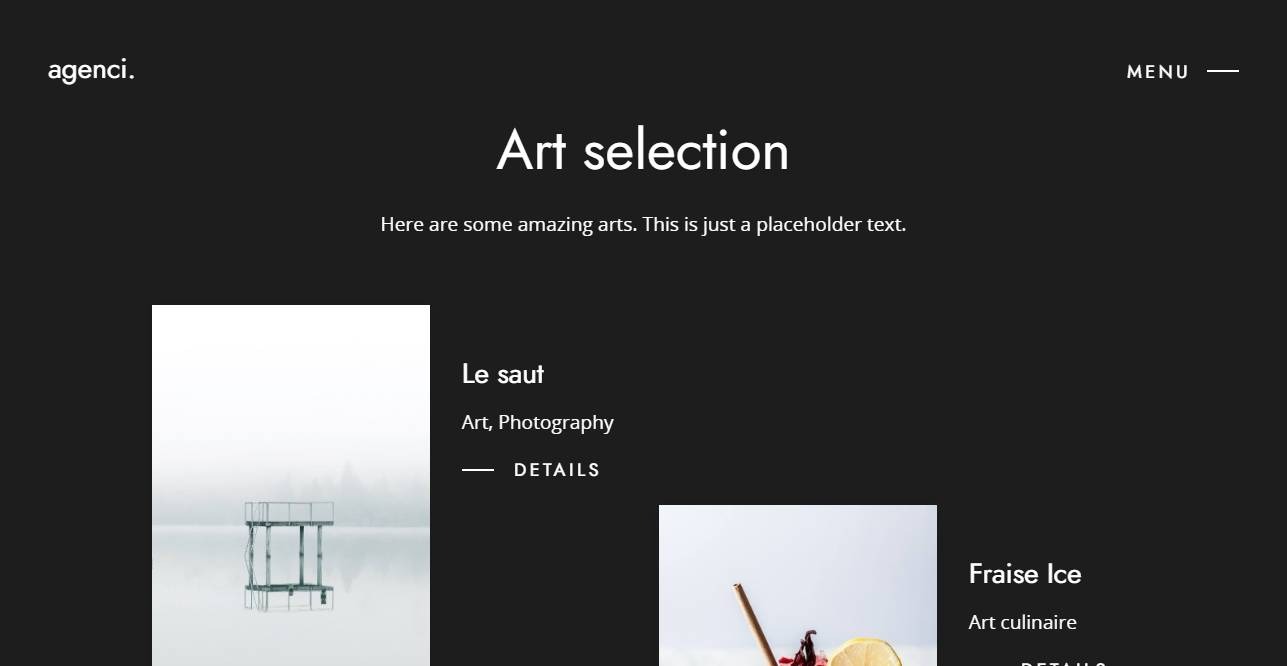 agenci.
MENU
Art selection
Here are some amazing arts. This is just a placeholder text.
Le saut
Art, Photography
DETAILS
Fraise Ice
Art culinaire
DETAILS